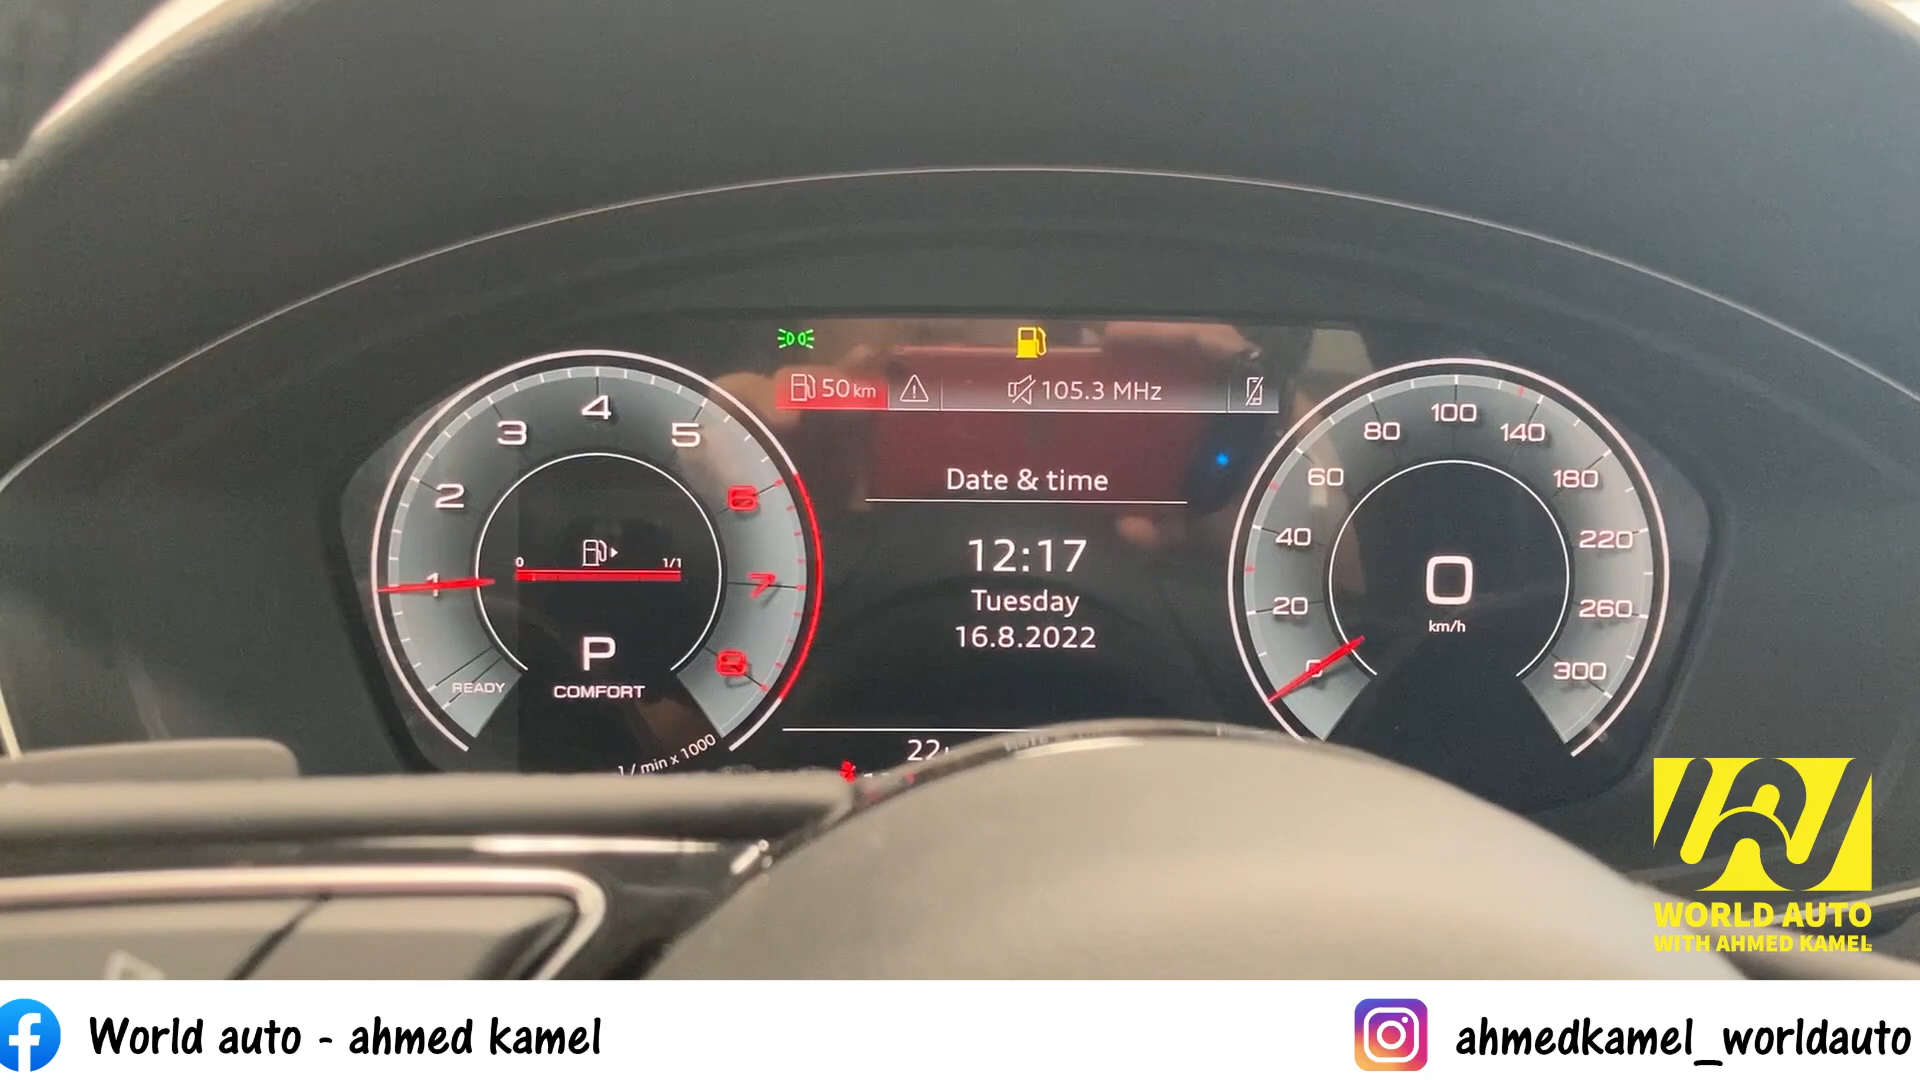 50 km
105.3 MHz
Date & time
12:17
Tuesday
16.8.2022
1
2
3
4
5
6
7
8
0
1/1
P
COMFORT
READY
1 / min x 1000
0
20
40
60
80
100
140
180
220
260
300
0
km/h
22
WORLD AUTO
WITH AHMED KAMEL
World auto - ahmed kamel
ahmedkamel_worldauto